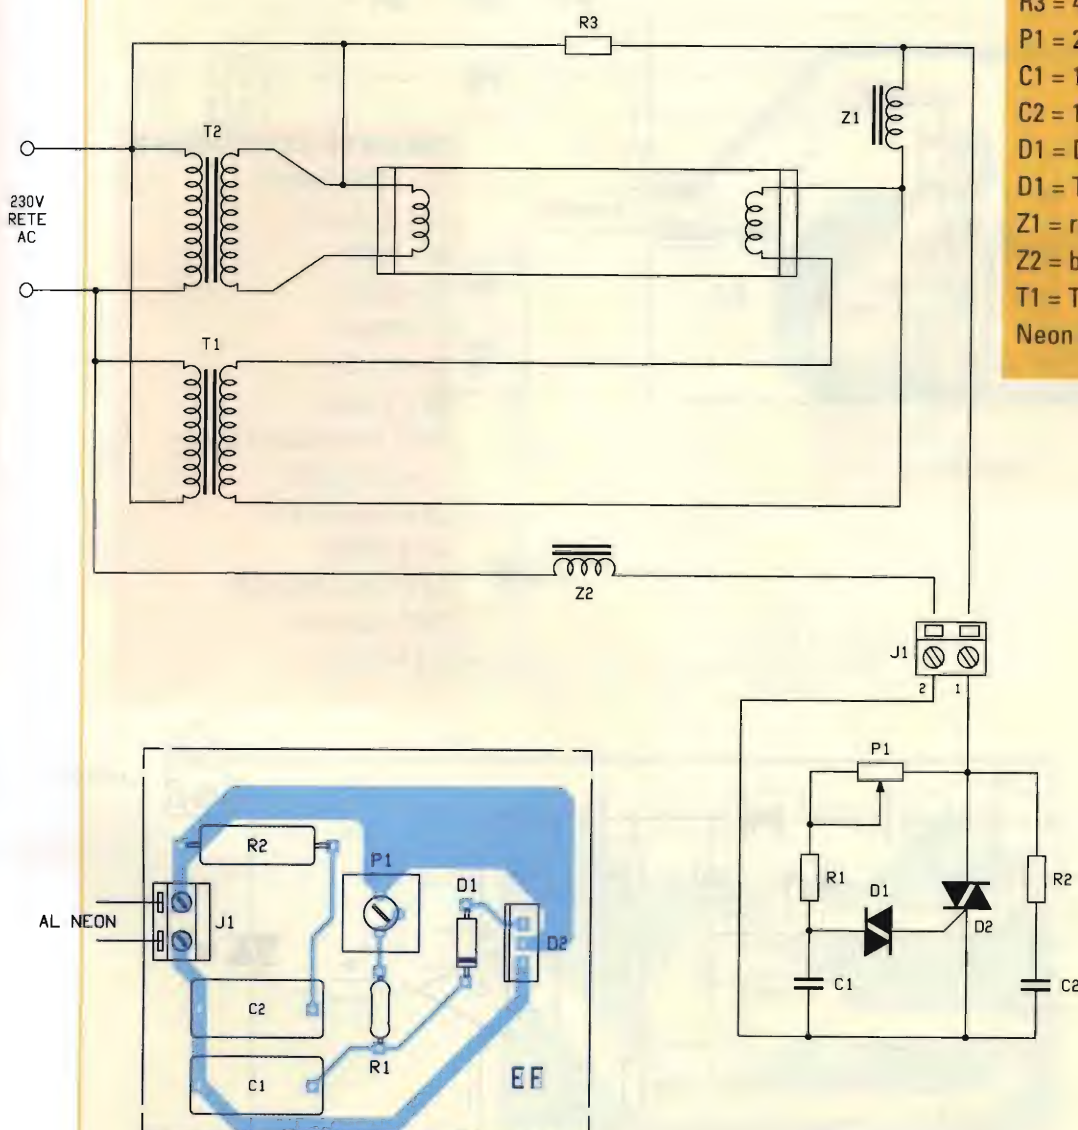 R3
R3 = 4
P1 = 2
C1 = 1
C2 = 1
D1 = D
D1 = T
Z1 = r
Z2 = b
T1 = T
Neon
T2
Z1
230V
RETE
AC
T1
Z2
J1
2 1
P1
R1
D1
D2
R2
C1
C2
R2
P1
D1
AL NEON
J1
D2
C2
R1
C1
EF